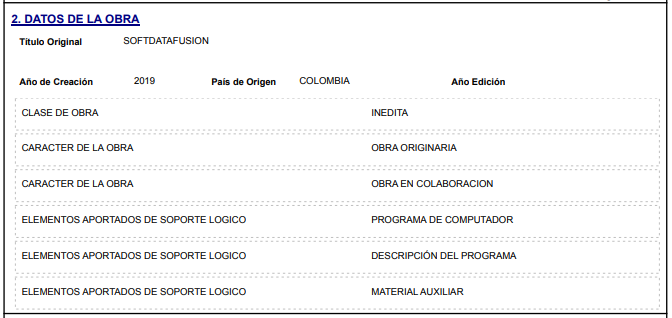 2. DATOS DE LA OBRA
Título Original SOFTDATAFUSION
Año de Creación 2019 País de Origen COLOMBIA Año Edición
CLASE DE OBRA INEDITA
CARACTER DE LA OBRA OBRA ORIGINARIA
CARACTER DE LA OBRA OBRA EN COLABORACION
ELEMENTOS APORTADOS DE SOPORTE LOGICO PROGRAMA DE COMPUTADOR
ELEMENTOS APORTADOS DE SOPORTE LOGICO DESCRIPCIÓN DEL PROGRAMA
ELEMENTOS APORTADOS DE SOPORTE LOGICO MATERIAL AUXILIAR